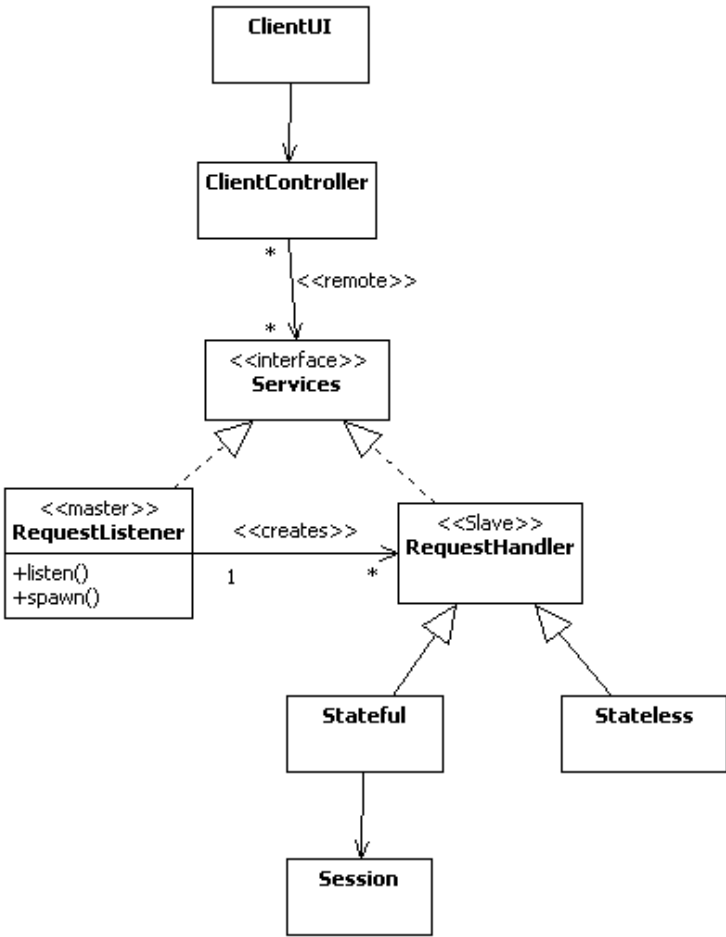 ClientUI
ClientController
*
<<remote>>
*
<<interface>>
Services
<<master>>
RequestListener
+listen()
+spawn()
<<creates>>
1
*
<<Slave>>
RequestHandler
Stateful
Stateless
Session